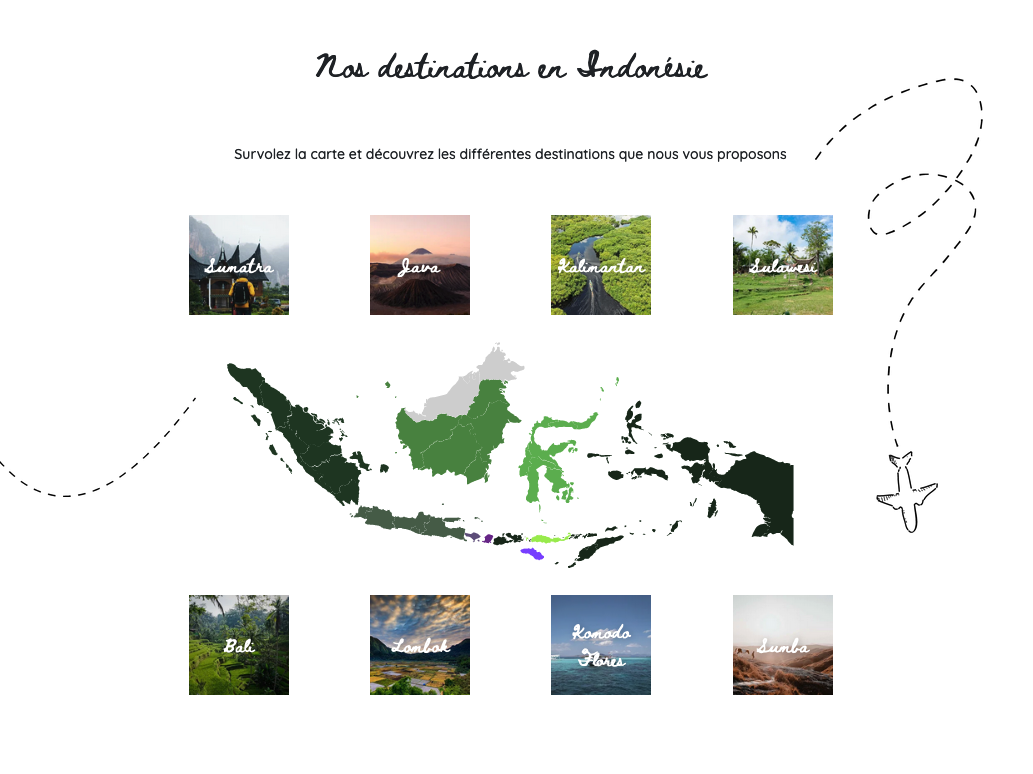 Nos destinations en Indonésie
Survolez la carte et découvrez les différentes destinations que nous vous proposons
Sumatra
Java
Kalimantan
Sulawesi
Bali
Lombok
Komodo
Flores
Sumba